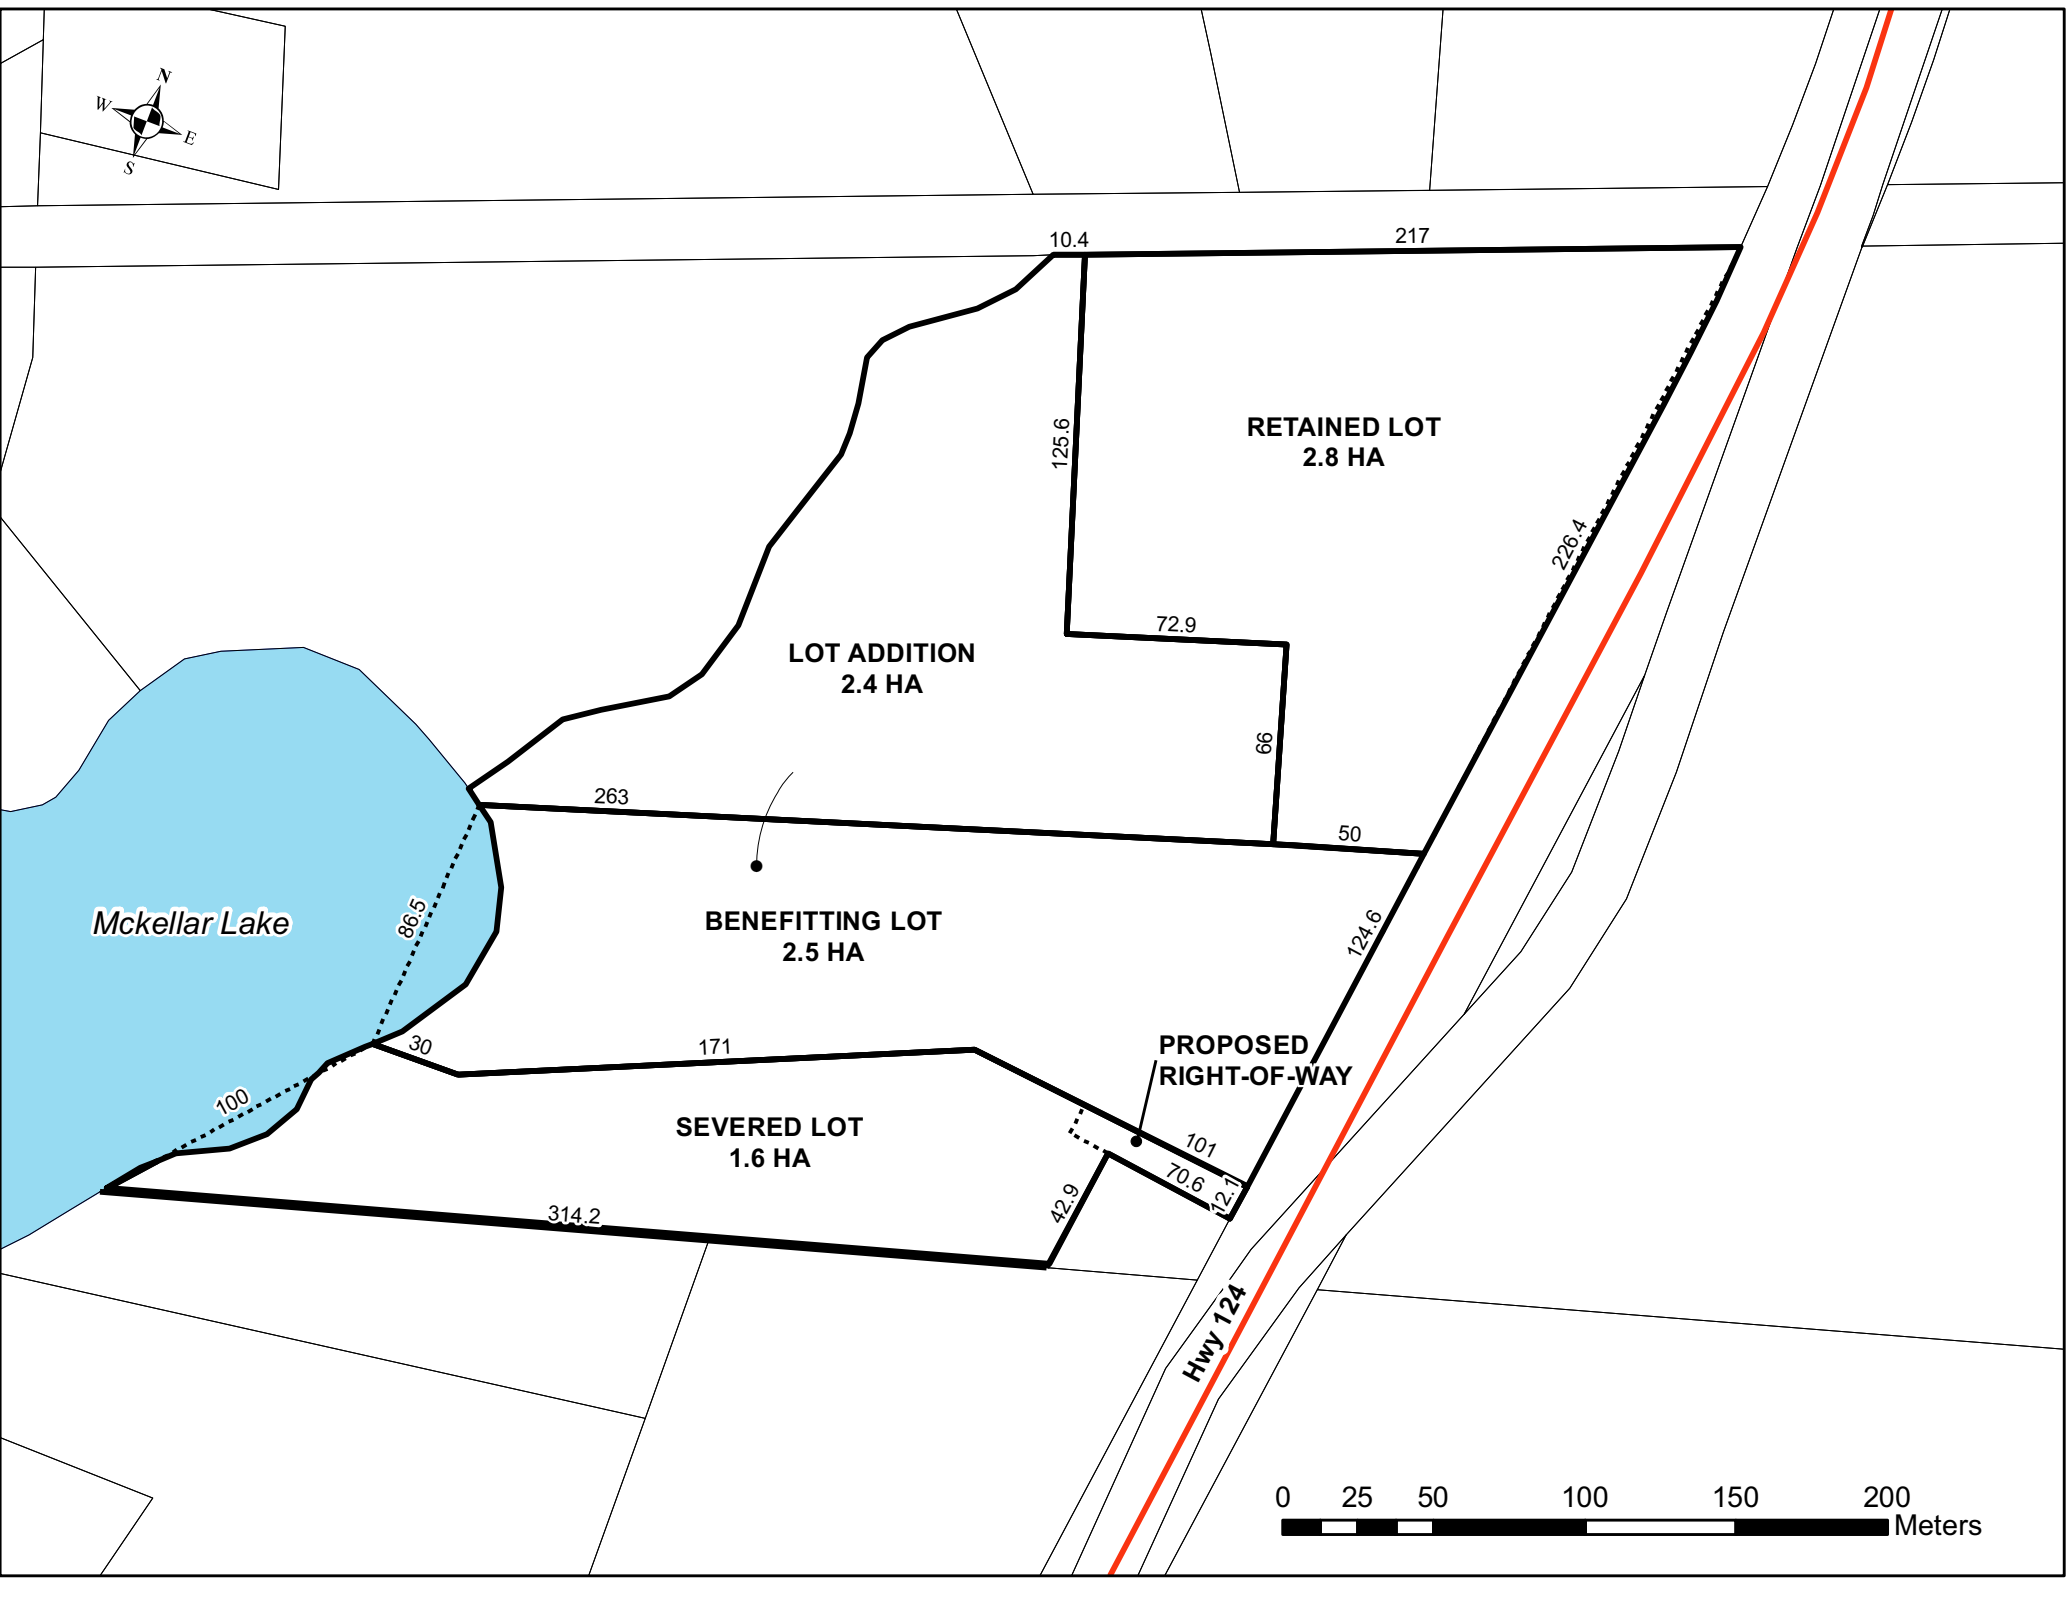 N
W
E
S
10.4
217
125.6
RETAINED LOT
2.8 HA
226.4
72.9
LOT ADDITION
2.4 HA
66
263
50
86.5
Mckellar Lake
BENEFITTING LOT
2.5 HA
124.6
30
171
PROPOSED
RIGHT-OF-WAY
100
SEVERED LOT
1.6 HA
101
70.6
12.1
42.9
314.2
Hwy 124
0 25 50 100 150 200
Meters